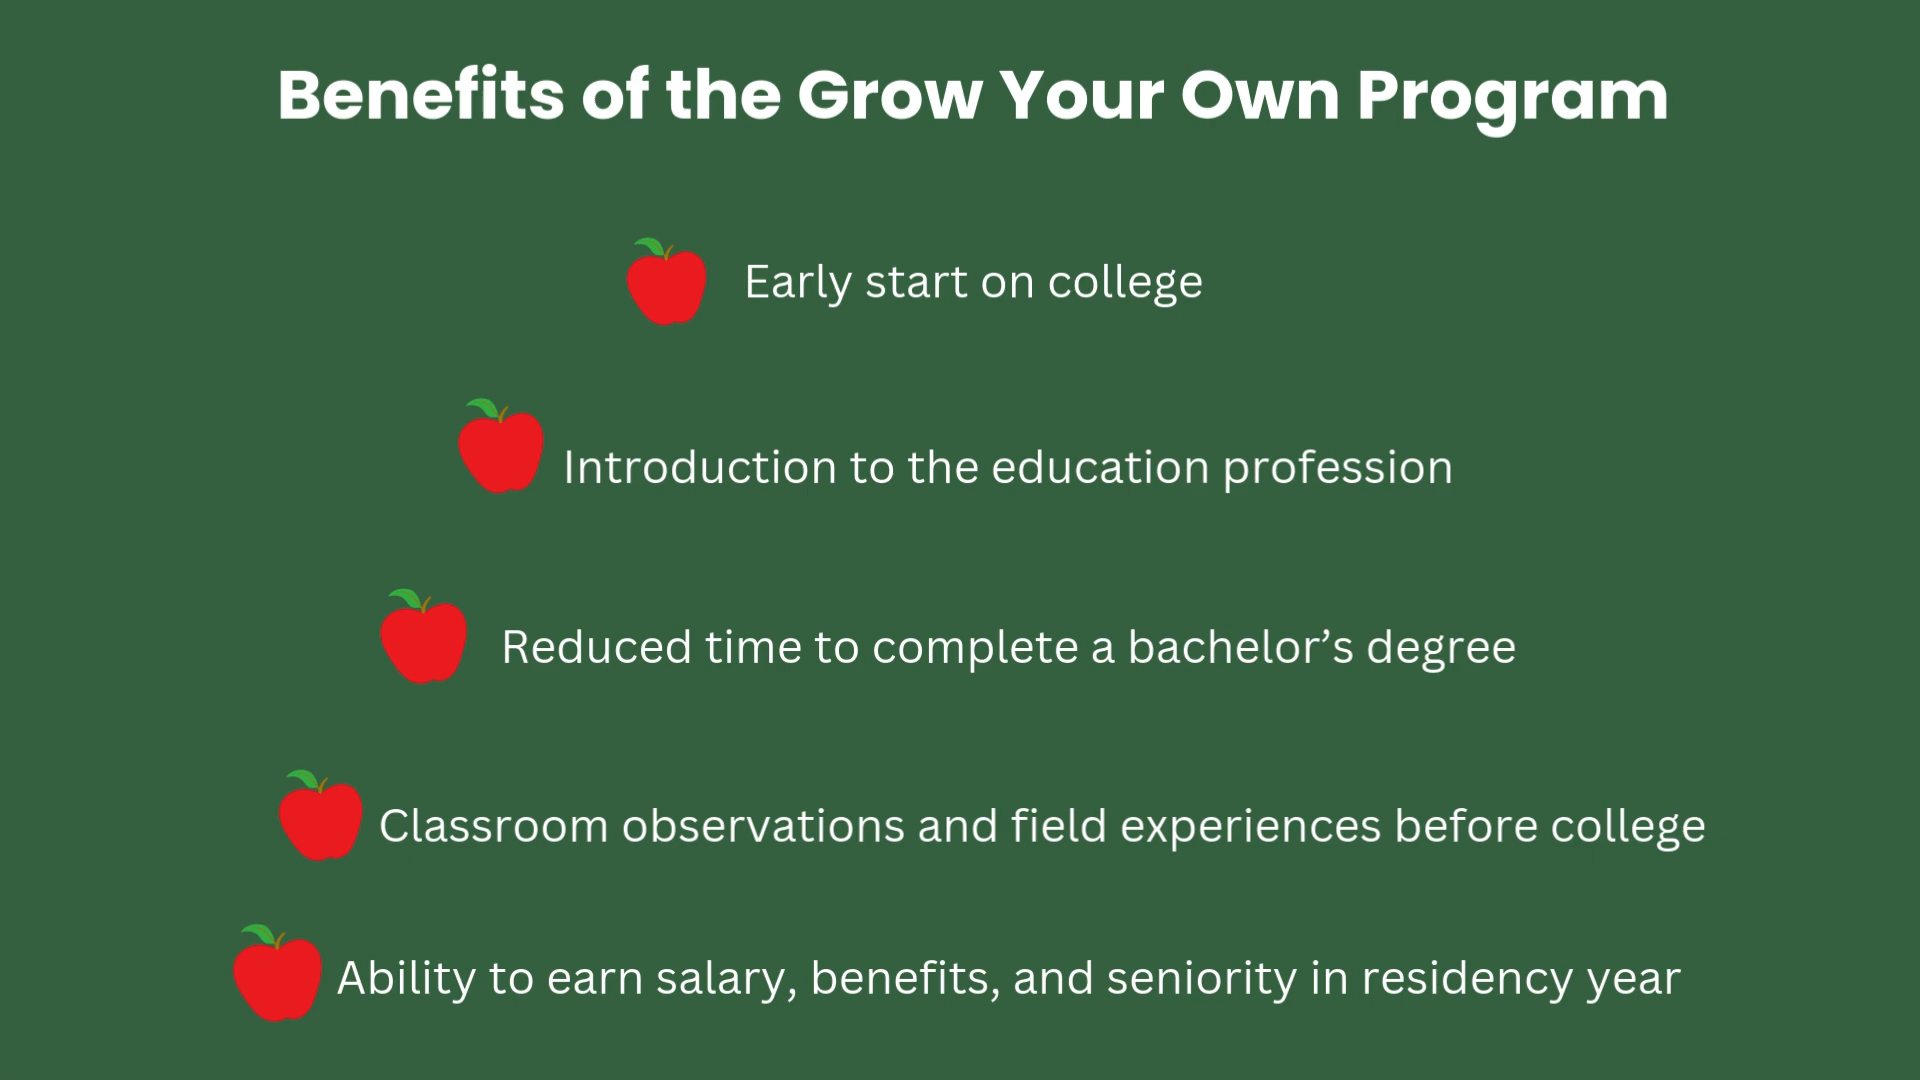 Benefits of the Grow Your Own Program
Early start on college
Introduction to the education profession
Reduced time to complete a bachelor’s degree
Classroom observations and field experiences before college
Ability to earn salary, benefits, and seniority in residency year